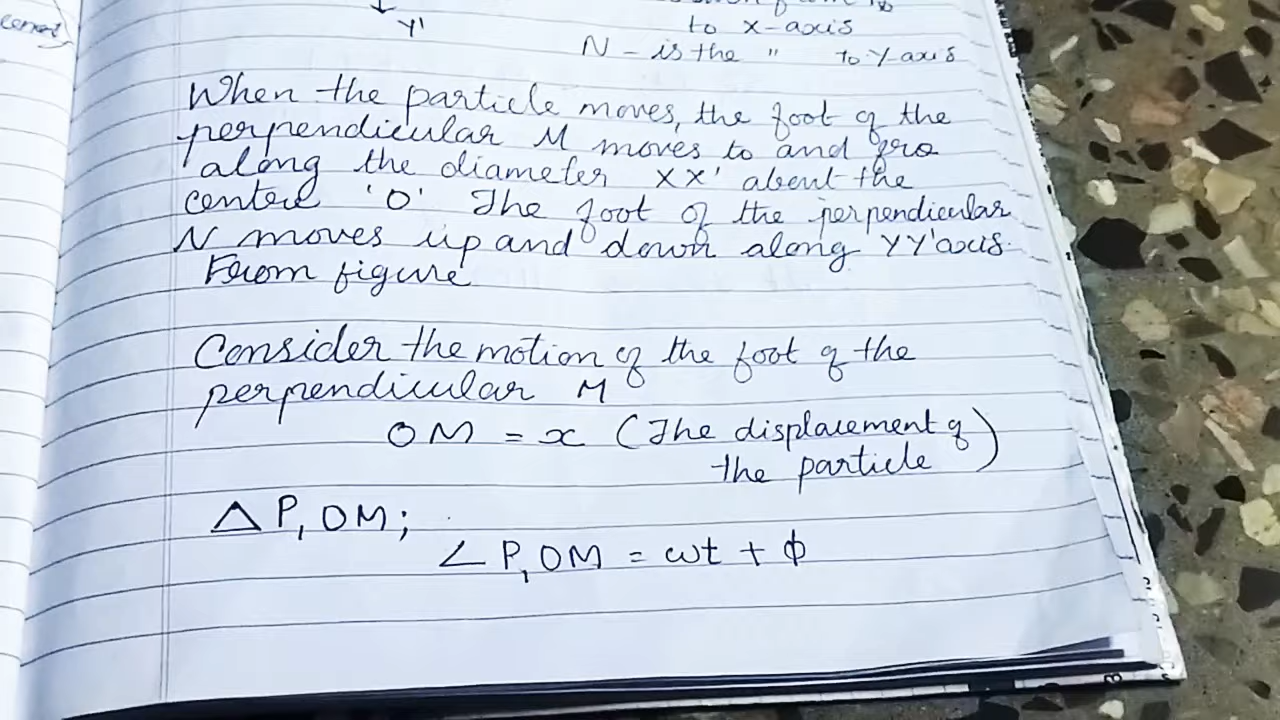 Y'
to X-axis
N - is the " to Y-axis
When the particle moves, the foot of the
perpendicular M moves to and fro
along the diameter XX' about the
centre 'O' The foot of the perpendicular
N moves up and down along YY'axis.
From figure
Consider the motion of the foot of the
perpendicular M
OM = x (The displacement of
the particle)
△ P₁OM;
∠ P₁OM = ωt + ϕ